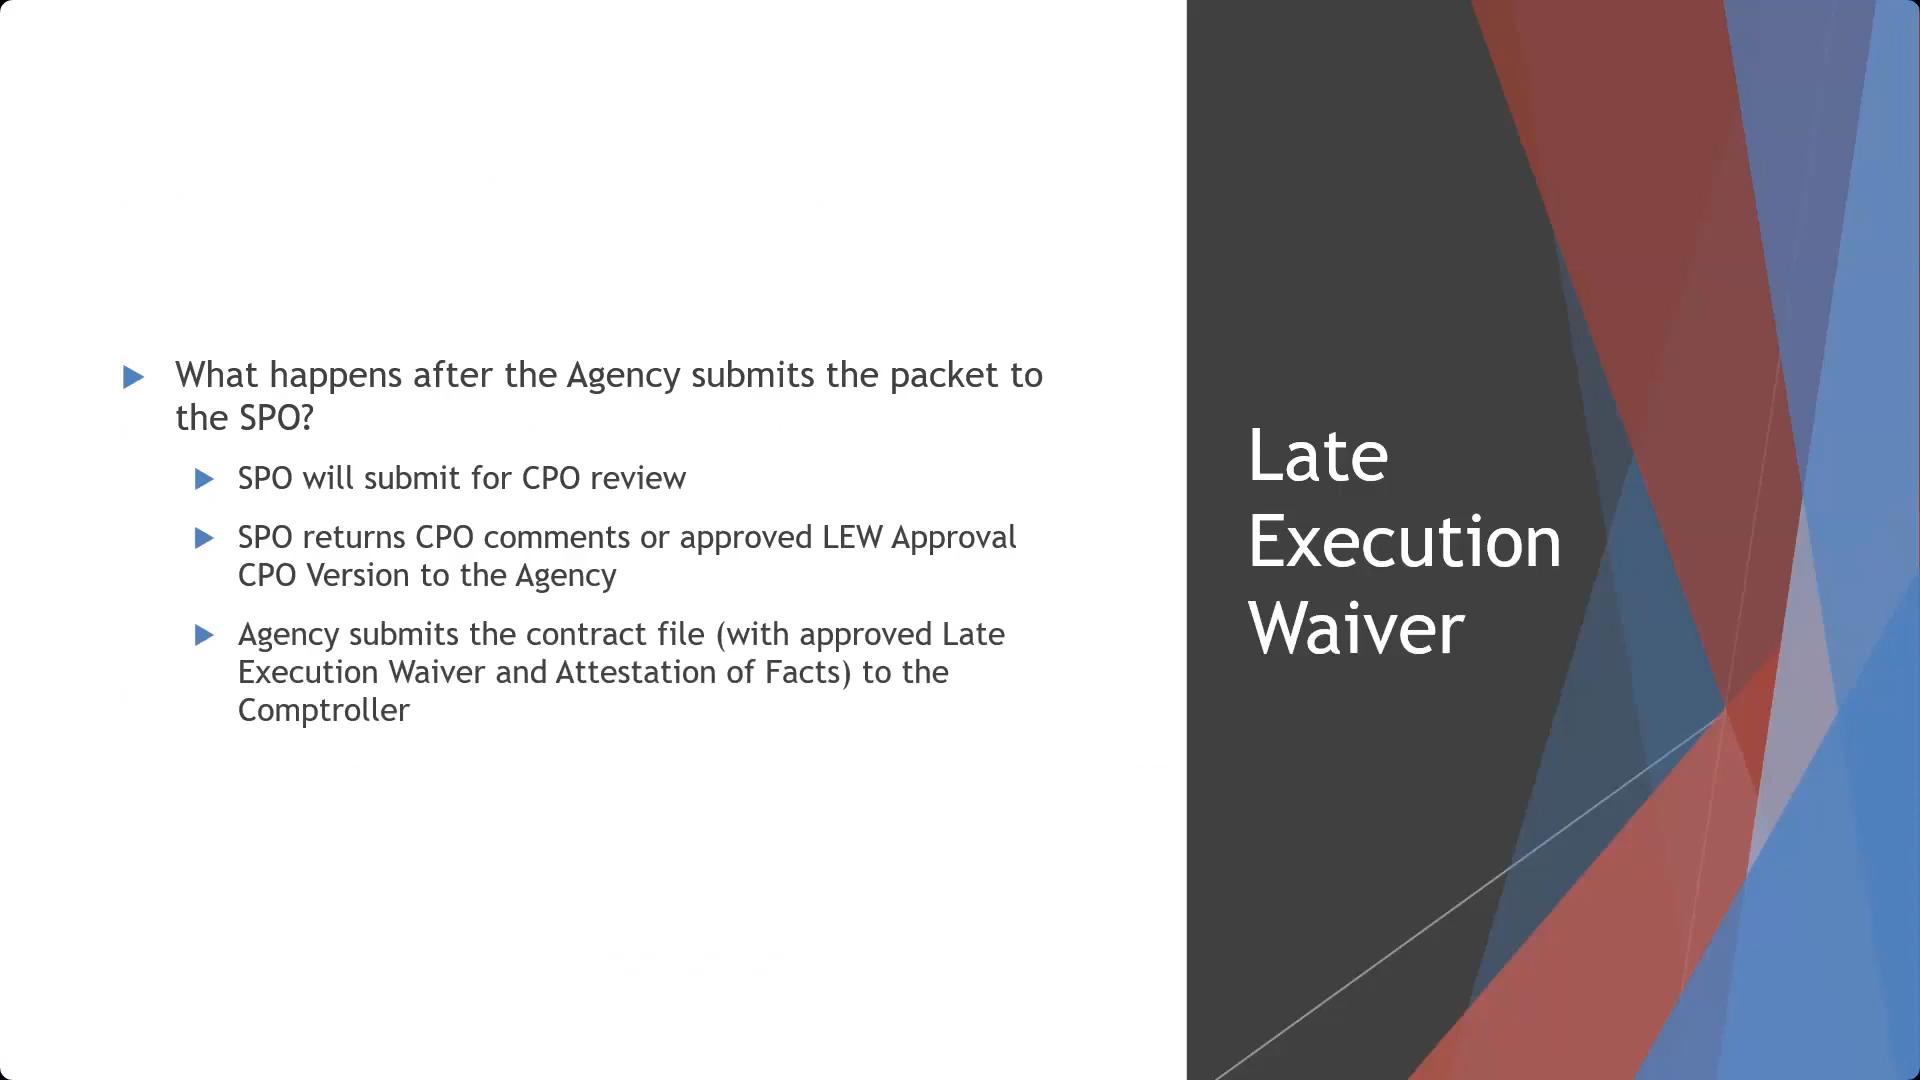 What happens after the Agency submits the packet to
the SPO?
SPO will submit for CPO review
SPO returns CPO comments or approved LEW Approval
CPO Version to the Agency
Agency submits the contract file (with approved Late
Execution Waiver and Attestation of Facts) to the
Comptroller
Late
Execution
Waiver